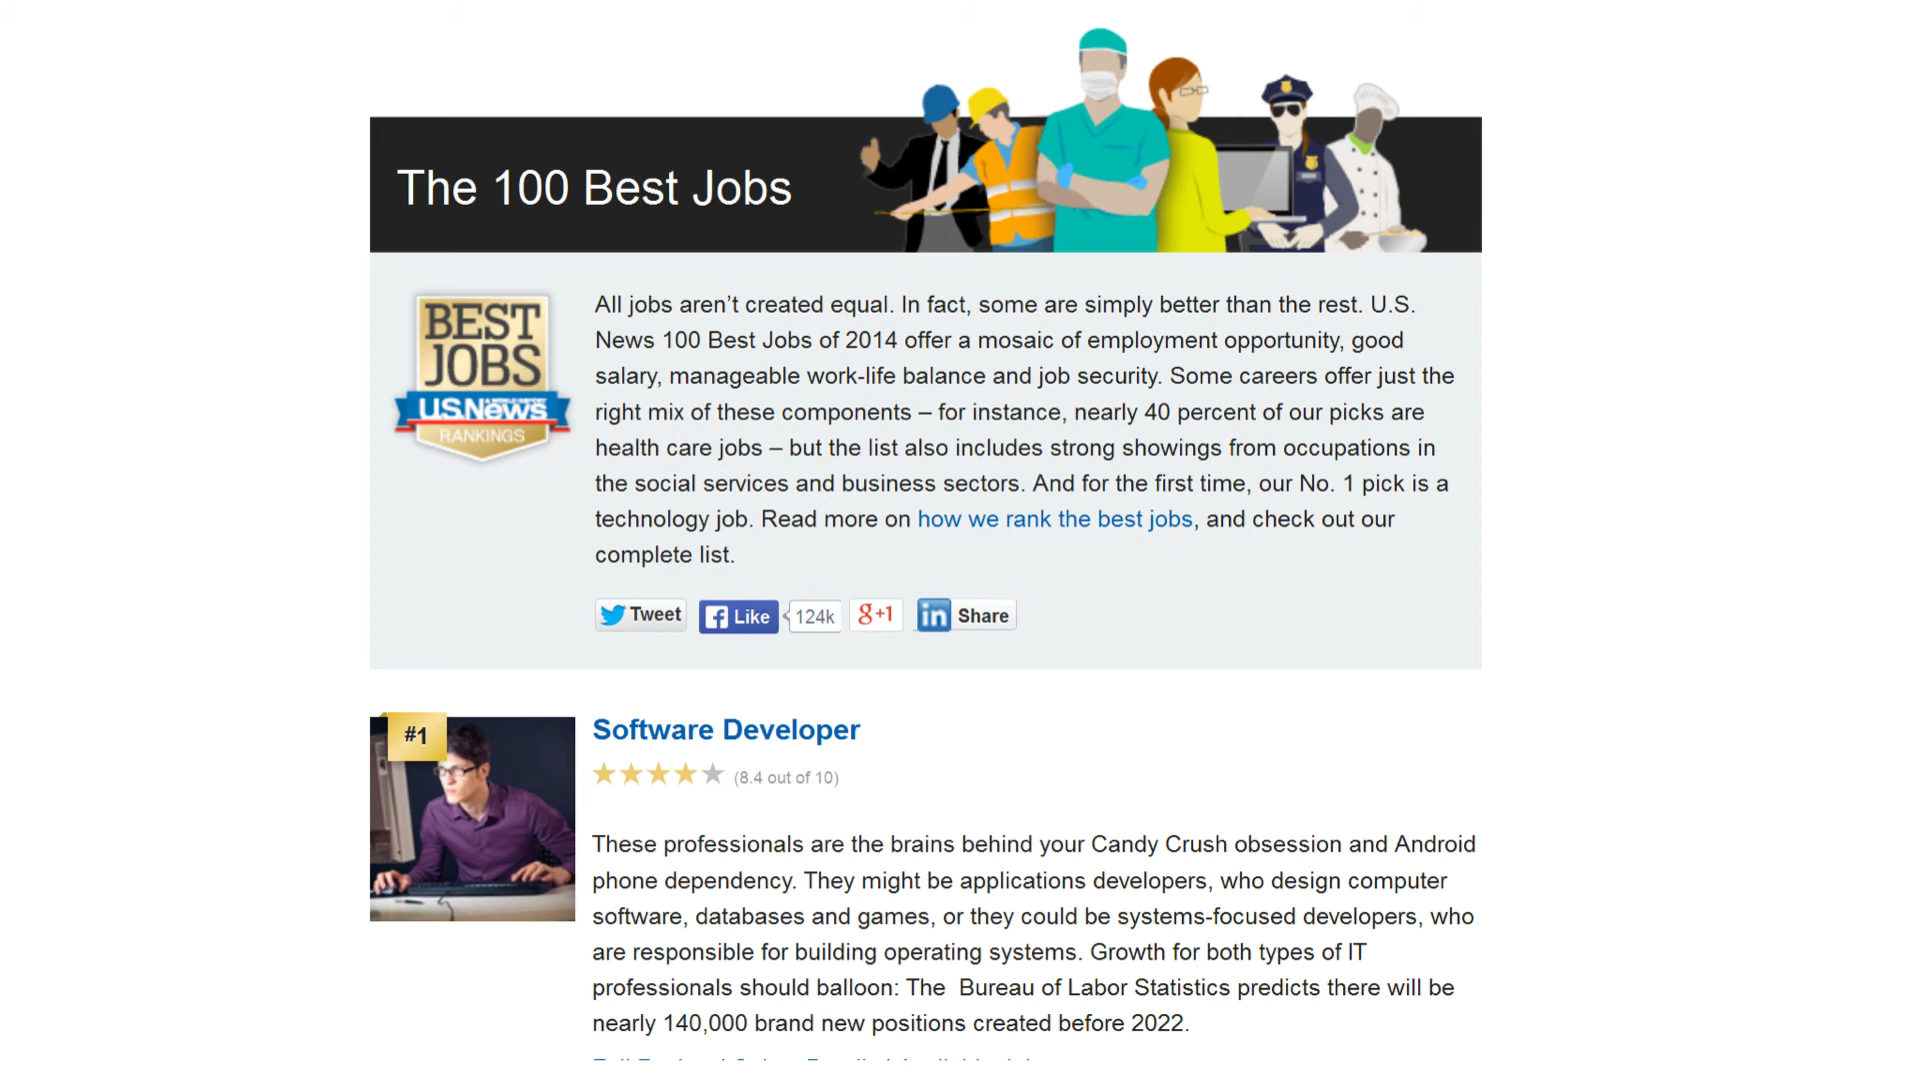 The 100 Best Jobs
BEST
JOBS
U.S.News
RANKINGS
All jobs aren’t created equal. In fact, some are simply better than the rest. U.S.
News 100 Best Jobs of 2014 offer a mosaic of employment opportunity, good
salary, manageable work-life balance and job security. Some careers offer just the
right mix of these components – for instance, nearly 40 percent of our picks are
health care jobs – but the list also includes strong showings from occupations in
the social services and business sectors. And for the first time, our No. 1 pick is a
technology job. Read more on how we rank the best jobs, and check out our
complete list.
Tweet Like 124k g+1 in Share
#1
Software Developer
(8.4 out of 10)
These professionals are the brains behind your Candy Crush obsession and Android
phone dependency. They might be applications developers, who design computer
software, databases and games, or they could be systems-focused developers, who
are responsible for building operating systems. Growth for both types of IT
professionals should balloon: The Bureau of Labor Statistics predicts there will be
nearly 140,000 brand new positions created before 2022.